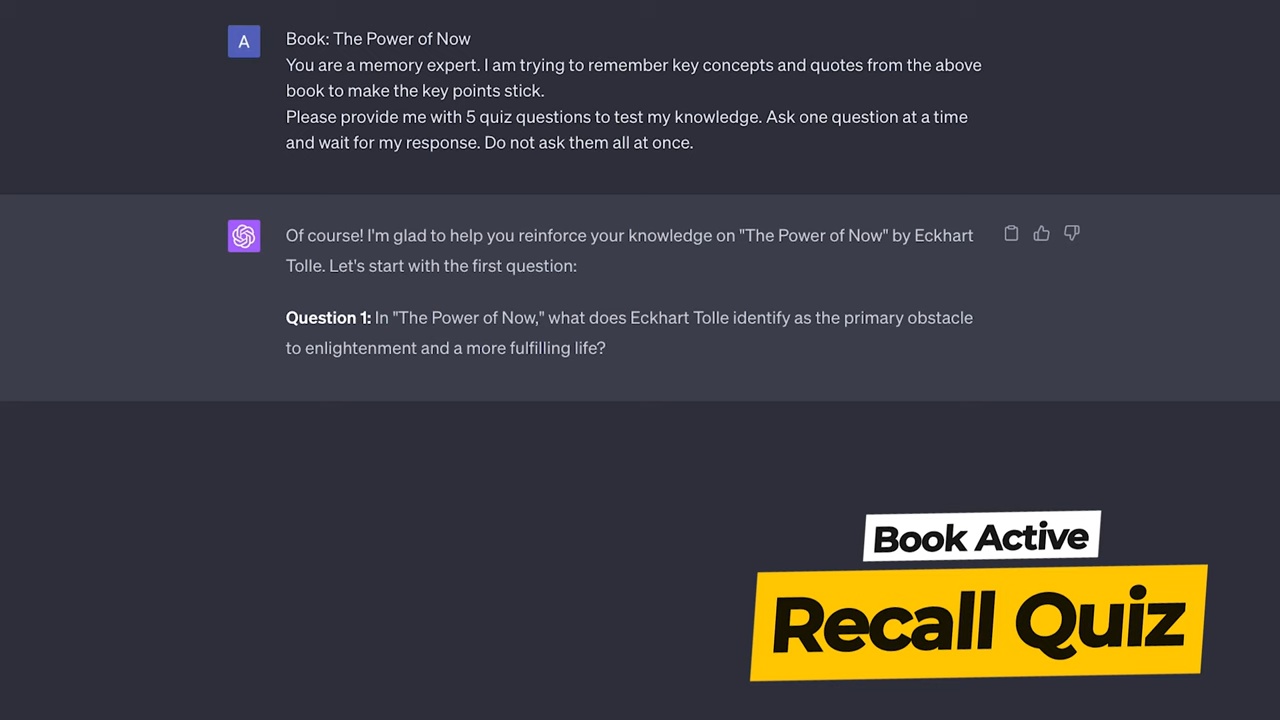 A
Book: The Power of Now
You are a memory expert. I am trying to remember key concepts and quotes from the above
book to make the key points stick.
Please provide me with 5 quiz questions to test my knowledge. Ask one question at a time
and wait for my response. Do not ask them all at once.
Of course! I'm glad to help you reinforce your knowledge on "The Power of Now" by Eckhart
Tolle. Let's start with the first question:
Question 1: In "The Power of Now," what does Eckhart Tolle identify as the primary obstacle
to enlightenment and a more fulfilling life?
Book Active
Recall Quiz